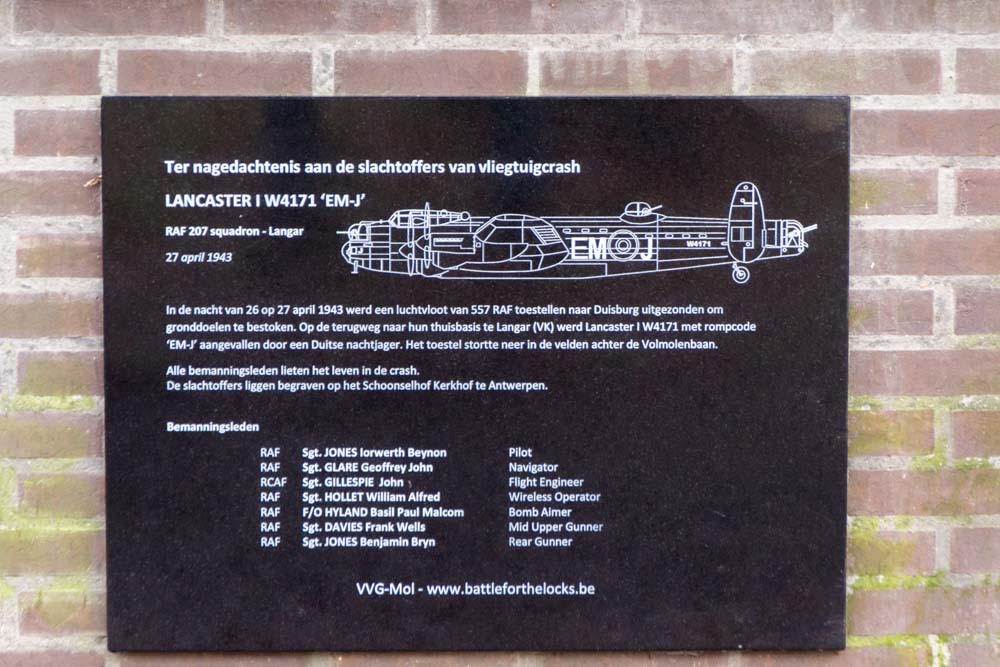 Ter nagedachtenis aan de slachtoffers van vliegtuigcrash
LANCASTER I W4171 ‘EM-J’
RAF 207 squadron - Langar
27 april 1943
EM J W4171
In de nacht van 26 op 27 april 1943 werd een luchtvloot van 557 RAF toestellen naar Duisburg uitgezonden om
gronddoelen te bestoken. Op de terugweg naar hun thuisbasis te Langar (VK) werd Lancaster I W4171 met rompcode
‘EM-J’ aangevallen door een Duitse nachtjager. Het toestel stortte neer in de velden achter de Volmolenbaan.
Alle bemanningsleden lieten het leven in de crash.
De slachtoffers liggen begraven op het Schoonselhof Kerkhof te Antwerpen.
Bemanningsleden
RAF Sgt. JONES Iorwerth Beynon Pilot
RAF Sgt. GLARE Geoffrey John Navigator
RCAF Sgt. GILLESPIE John Flight Engineer
RAF Sgt. HOLLET William Alfred Wireless Operator
RAF F/O HYLAND Basil Paul Malcom Bomb Aimer
RAF Sgt. DAVIES Frank Wells Mid Upper Gunner
RAF Sgt. JONES Benjamin Bryn Rear Gunner
VVG-Mol - www.battleforthelocks.be